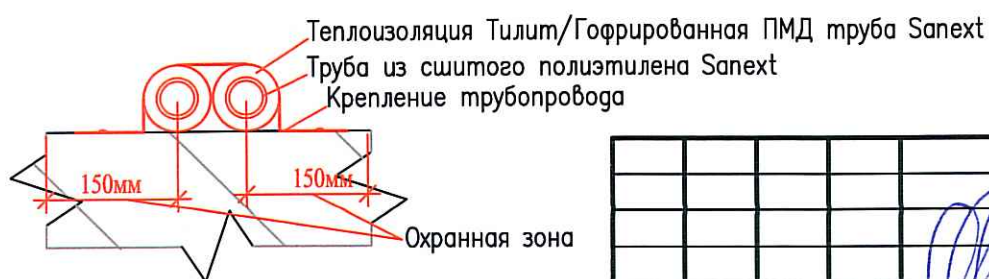 Теплоизоляция Тилит/Гофрированная ПМД труба Sanext
Труба из сшитого полиэтилена Sanext
Крепление трубопровода
150мм 150мм
Охранная зона